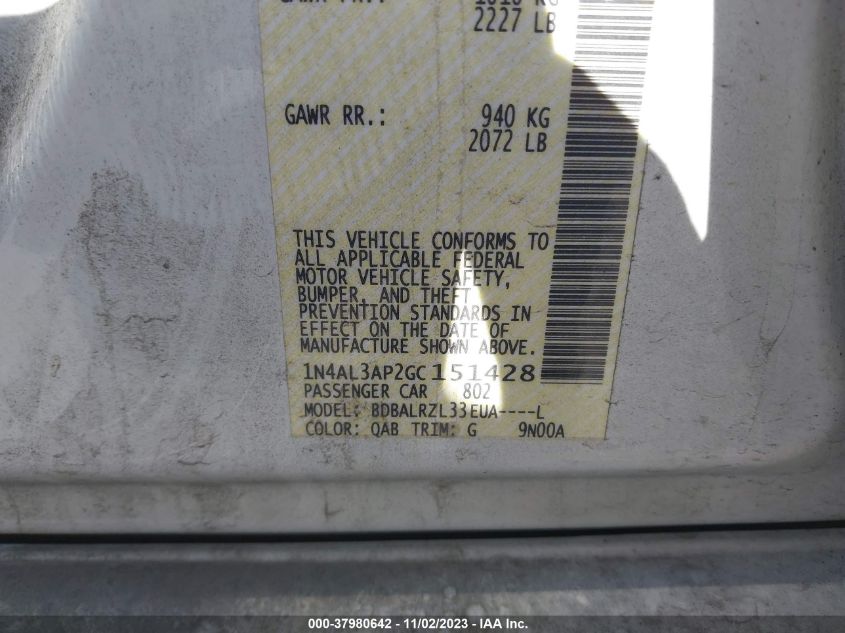 2227 LB
GAWR RR.: 940 KG
2072 LB
THIS VEHICLE CONFORMS TO
ALL APPLICABLE FEDERAL
MOTOR VEHICLE SAFETY,
BUMPER, AND THEFT
PREVENTION STANDARDS IN
EFFECT ON THE DATE OF
MANUFACTURE SHOWN ABOVE.
1N4AL3AP2GC151428
PASSENGER CAR 802
MODEL: BDBALRZL33EUA----L
COLOR: QAB TRIM: G 9N00A
000-37980642 - 11/02/2023 - © IAA, Inc.